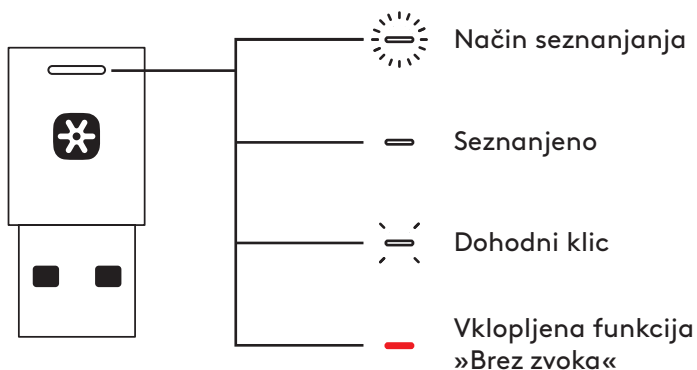 Način seznanjanja
Seznanjeno
Dohodni klic
Vklopljena funkcija
»Brez zvoka«